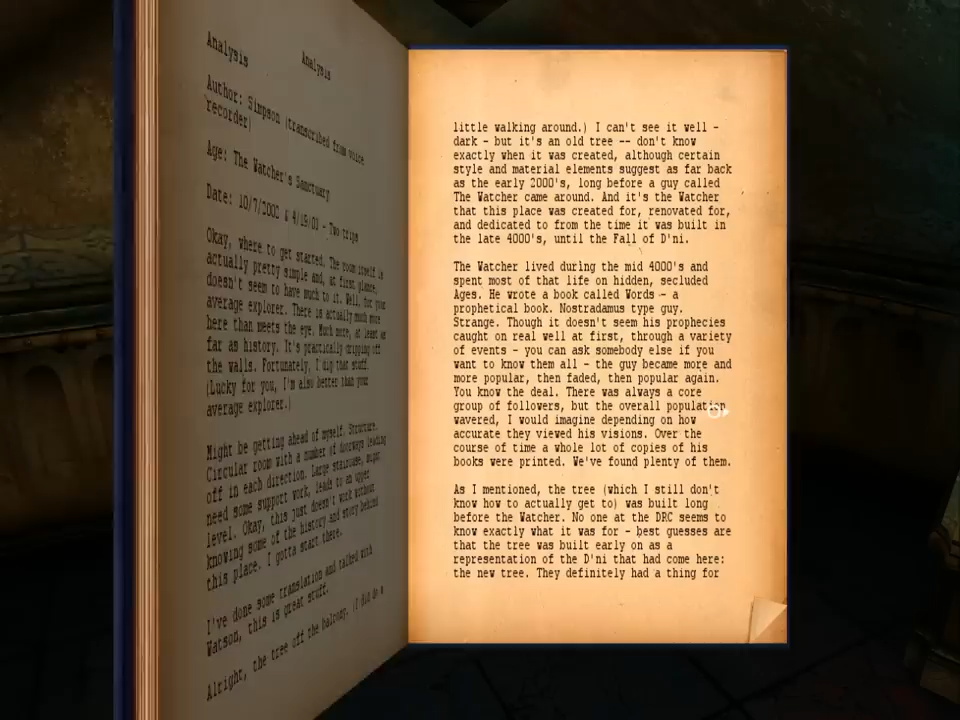 Analysis
Analysis
Author: Simpson (transcribed from voice
recorder)
Age: The Watcher's Sanctuary
Date: 10/7/2002 & 4/19/03 - Two trips
Okay, where to get started. The room itself is
actually pretty simple and, at first glance,
doesn't seem to have much to it. Well, for your
average explorer. There is actually much more
here than meets the eye. Much more, at least as
far as history. It's practically dripping off
the walls. Fortunately, I dig that stuff.
(Lucky for you, I'm also better than your
average explorer.)
Might be getting ahead of myself. Structure.
Circular room with a number of doorways leading
off in each direction. Large staircase, might
need some support work, leads to an upper
level. Okay, this just doesn't work without
knowing some of the history and story behind
this place. I gotta start there.
I've done some translation and talked with
Watson, this is great stuff.
Alright, the tree off the balcony. (I did do a
little walking around.) I can't see it well -
dark - but it's an old tree -- don't know
exactly when it was created, although certain
style and material elements suggest as far back
as the early 2000's, long before a guy called
The Watcher came around. And it's the Watcher
that this place was created for, renovated for,
and dedicated to from the time it was built in
the late 4000's, until the Fall of D'ni.
The Watcher lived during the mid 4000's and
spent most of that life on hidden, secluded
Ages. He wrote a book called Words - a
prophetical book. Nostradamus type guy.
Strange. Though it doesn't seem his prophecies
caught on real well at first, through a variety
of events - you can ask somebody else if you
want to know them all - the guy became more and
more popular, then faded, then popular again.
You know the deal. There was always a core
group of followers, but the overall population
wavered, I would imagine depending on how
accurate they viewed his visions. Over the
course of time a whole lot of copies of his
books were printed. We've found plenty of them.
As I mentioned, the tree (which I still don't
know how to actually get to) was built long
before the Watcher. No one at the DRC seems to
know exactly what it was for - best guesses are
that the tree was built early on as a
representation of the D'ni that had come here:
the new tree. They definitely had a thing for